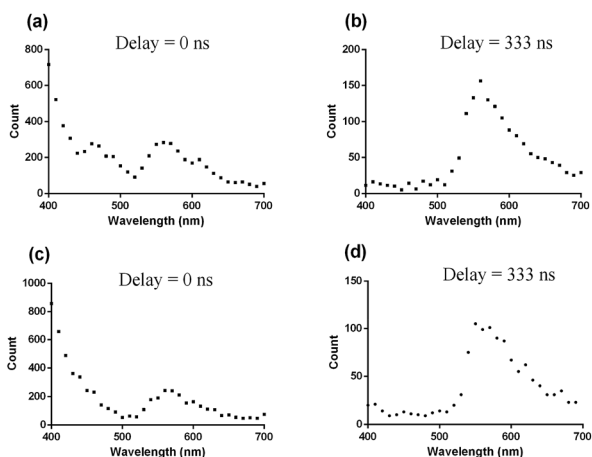 (a)
Delay = 0 ns
800
600
400
200
0
Count
400 500 600 700
Wavelength (nm)
(b)
Delay = 333 ns
200
150
100
50
0
Count
400 500 600 700
Wavelength (nm)
(c)
Delay = 0 ns
1000
800
600
400
200
0
Count
400 500 600 700
Wavelength (nm)
(d)
Delay = 333 ns
150
100
50
0
Count
400 500 600 700
Wavelength (nm)